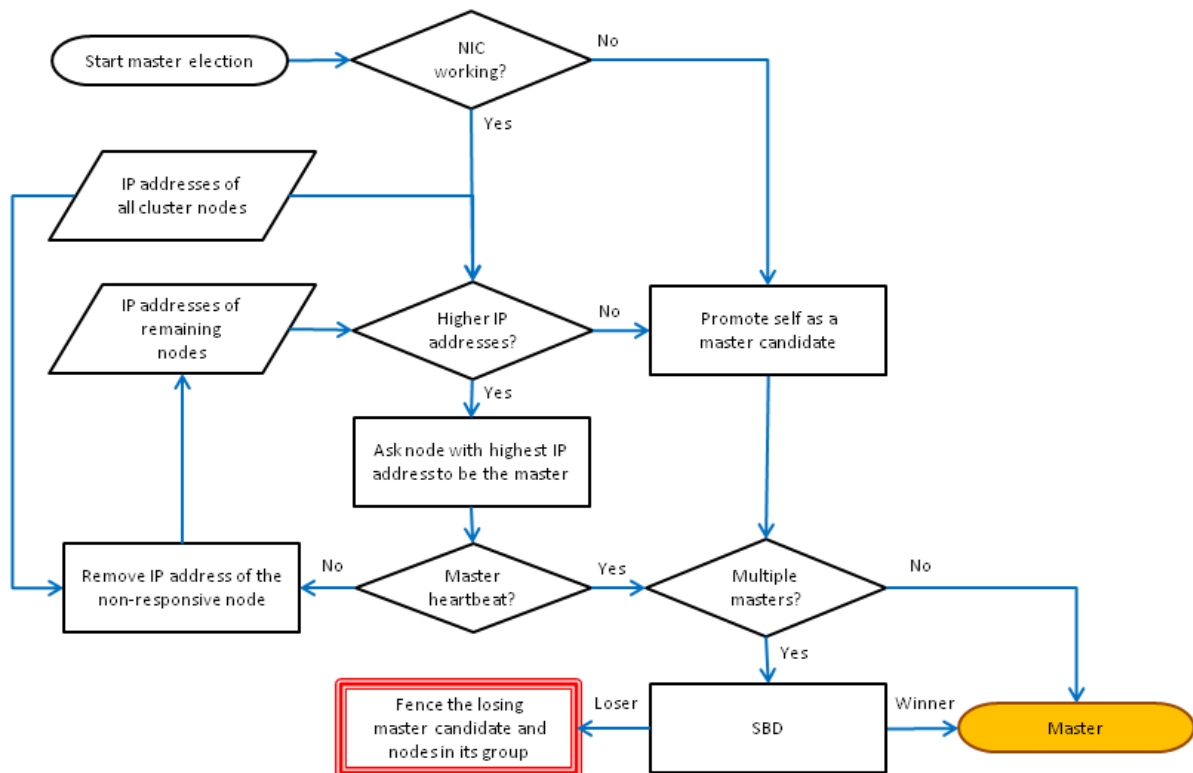 Start master election
NIC
working?
No
Yes
IP addresses of
all cluster nodes
IP addresses of
remaining
nodes
Higher IP
addresses?
No
Promote self as a
master candidate
Yes
Ask node with highest IP
address to be the master
Remove IP address of the
non-responsive node
No
Master
heartbeat?
Yes
Multiple
masters?
No
Yes
Fence the losing
master candidate and
nodes in its group
Loser
SBD
Winner
Master